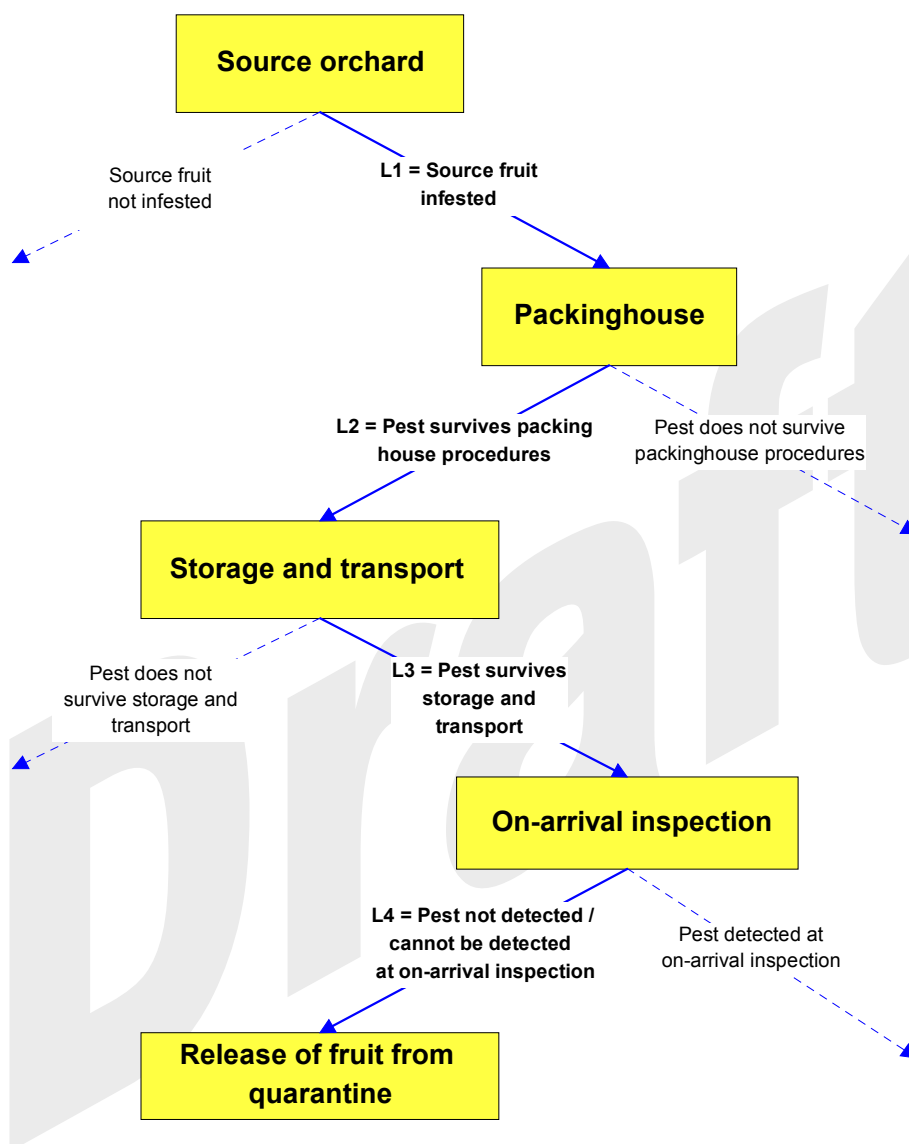 Source orchard
Source fruit
not infested
L1 = Source fruit
infested
Packinghouse
L2 = Pest survives packing
house procedures
Pest does not survive
packinghouse procedures
Storage and transport
Pest does not
survive storage and
transport
L3 = Pest survives
storage and
transport
On-arrival inspection
L4 = Pest not detected /
cannot be detected
at on-arrival inspection
Pest detected at
on-arrival inspection
Release of fruit from
quarantine
Draft